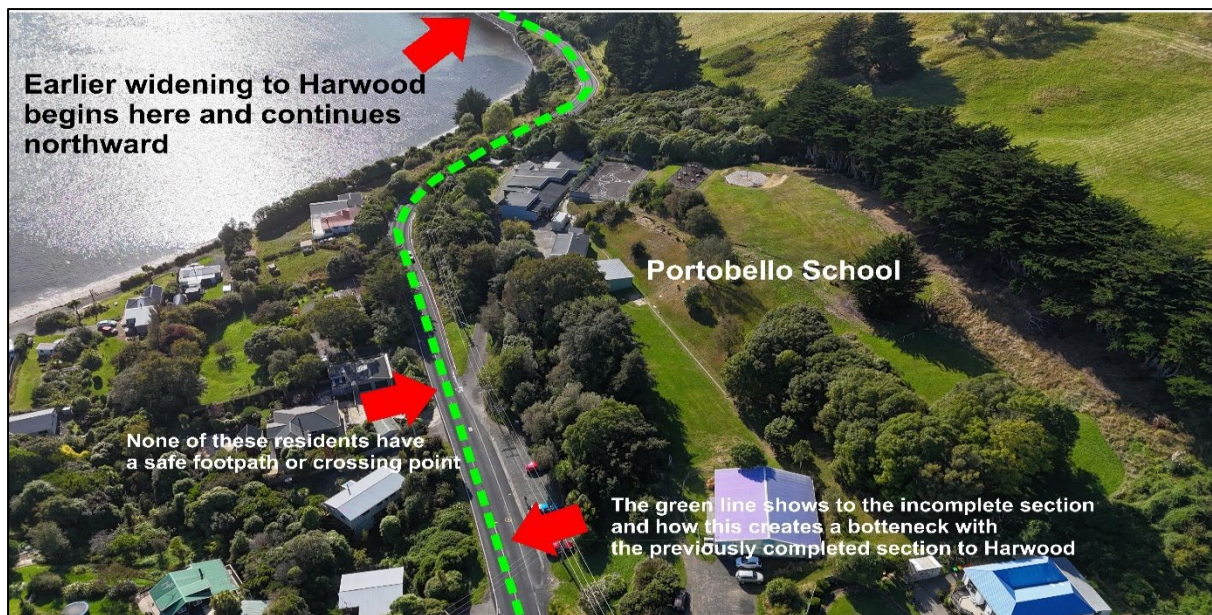 Earlier widening to Harwood
begins here and continues
northward
Portobello School
None of these residents have
a safe footpath or crossing point
The green line shows to the incomplete section
and how this creates a botteneck with
the previously completed section to Harwood